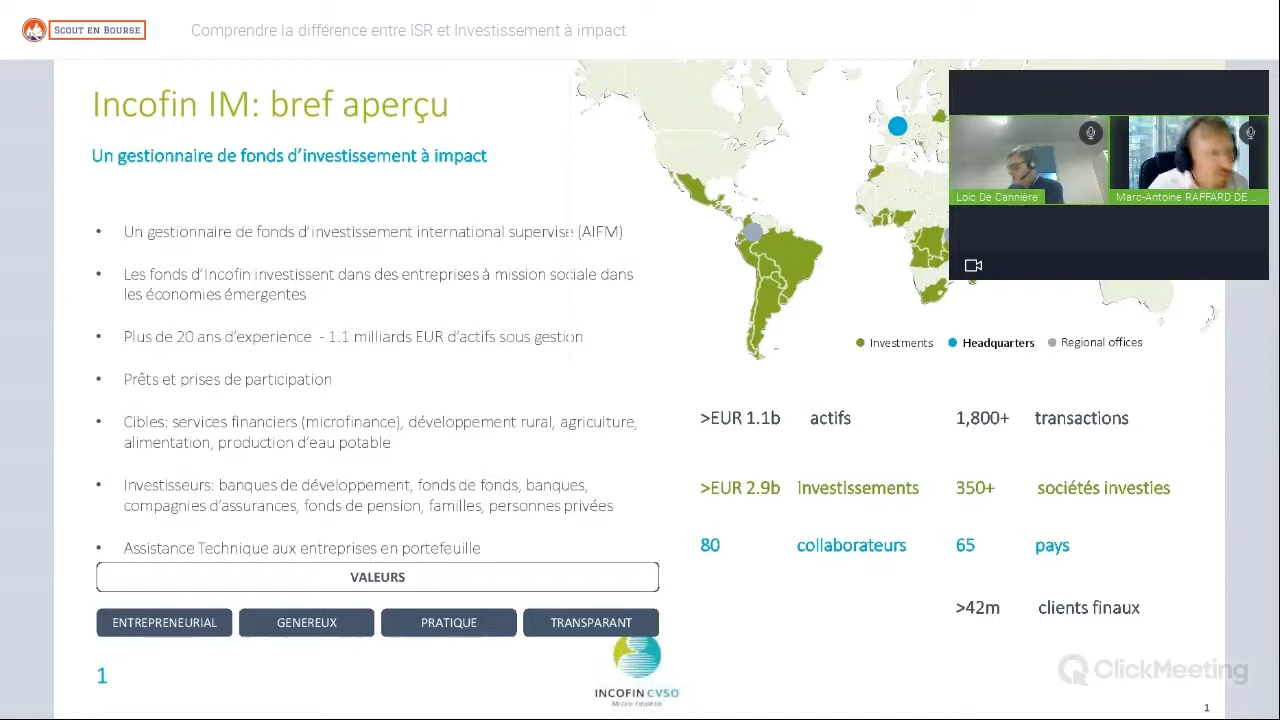 SCOUT EN BOURSE
Comprendre la différence entre ISR et Investissement à impact
Incofin IM: bref aperçu
Un gestionnaire de fonds d'investissement à impact
• Un gestionaire de fonds d'investissement international supervisé (AIFM)
• Les fonds d'Incofin investissent dans des entreprises à mission sociale dans
les économies émergentes
• Plus de 20 ans d'experience - 1.1 milliards EUR d'actifs sous gestion
• Prêts et prises de participation
• Cibles: services financiers (microfinance), développement rural, agriculture,
alimentation, production d'eau potable
• Investisseurs: banques de développement, fonds de fonds, banques,
compagnies d'assurances, fonds de pension, familles, personnes privées
• Assistance Technique aux entreprises en portefeuille
VALEURS
ENTREPRENEURIAL GENEREUX PRATIQUE TRANSPARANT
1
INCOFIN CVSO
Micro-Finance
Loïc De Cannière
Marc-Antoine RAFFARD DE ...
Investments Headquarters Regional offices
>EUR 1.1b actifs 1,800+ transactions
>EUR 2.9b investissements 350+ sociétés investies
80 collaborateurs 65 pays
>42m clients finaux
ClickMeeting
1